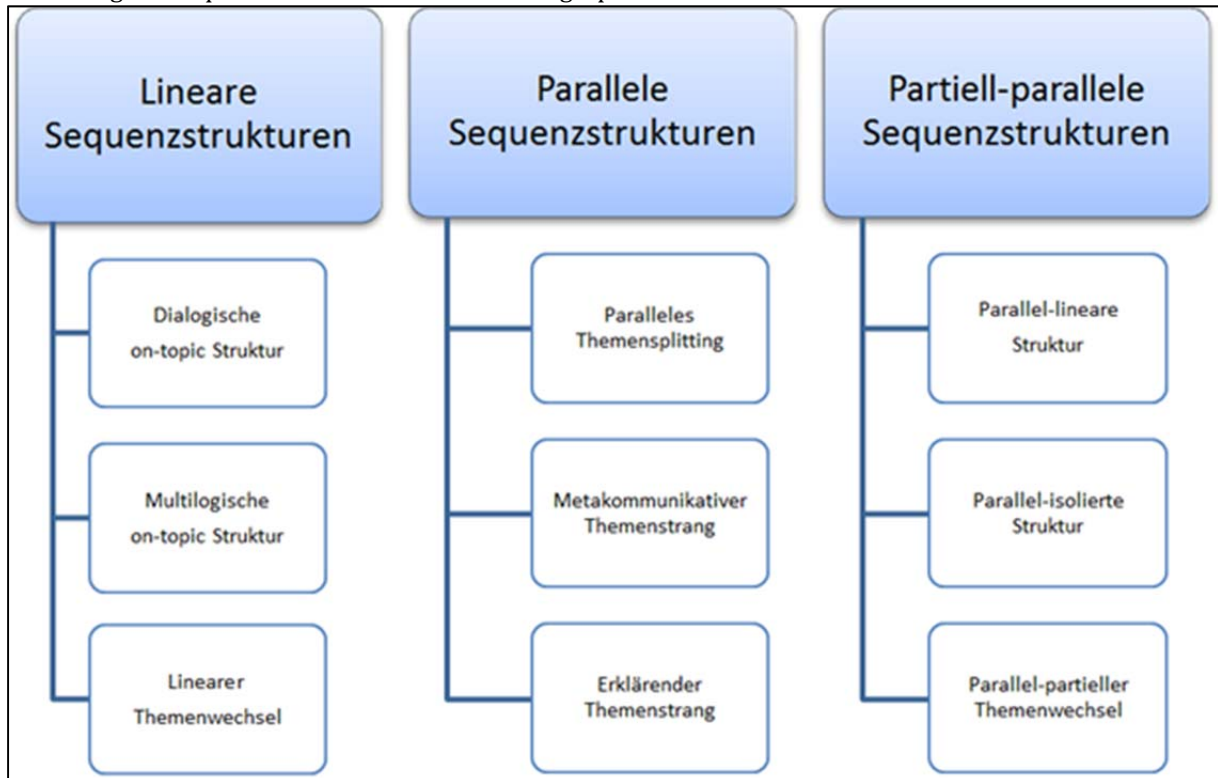 Lineare
Sequenzstrukturen
Dialogische
on-topic Struktur
Multilogische
on-topic Struktur
Linearer
Themenwechsel
Parallele
Sequenzstrukturen
Paralleles
Themensplitting
Metakommunikativer
Themenstrang
Erklärender
Themenstrang
Partiell-parallele
Sequenzstrukturen
Parallel-lineare
Struktur
Parallel-isolierte
Struktur
Parallel-partieller
Themenwechsel